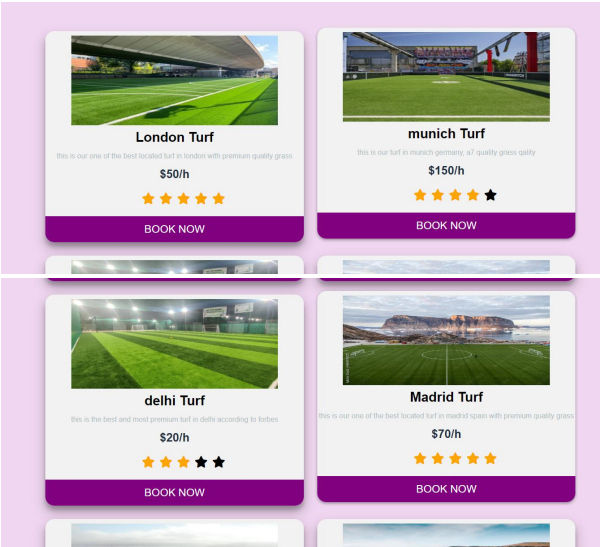 London Turf
this is our one of the best located turf in london with premium quality grass
$50/h
BOOK NOW
munich Turf
this is our turf in munich germany, a7 quality grass qality
$150/h
BOOK NOW
delhi Turf
this is the best and most premium turf in delhi according to forbes
$20/h
BOOK NOW
Madrid Turf
this is our one of the best located turf in madrid spain with premium quality grass
$70/h
BOOK NOW